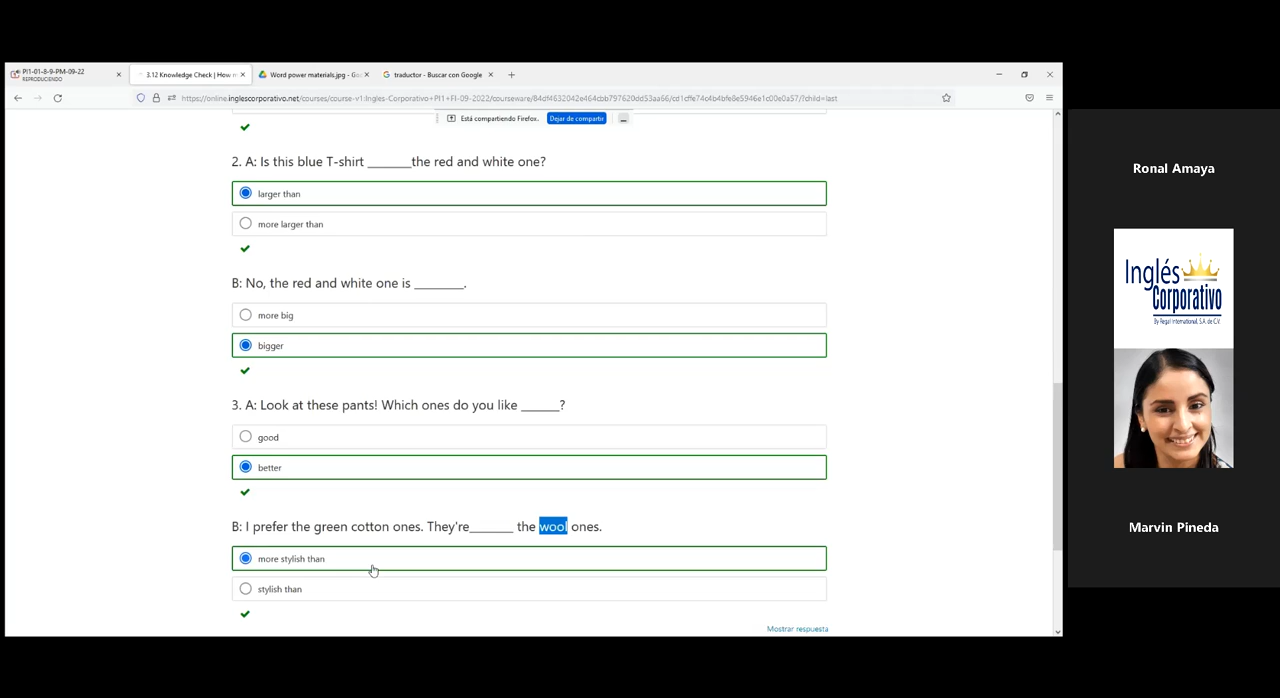 PI1-01-8-9-PM-09-22
REPRODUCIENDO
3.12 Knowledge Check | How m
Word power materials.jpg - Go
traductor - Buscar con Google
https://online.inglescorporativo.net/courses/course-v1:Ingles-Corporativo+PI1+FI-09-2022/courseware/84df4632042e464cbb797620dd53aa66/cd1cffe74c4b4bfe8e5946e1c00e0a57/?child=last
Está compartiendo Firefox.
Dejar de compartir
2. A: Is this blue T-shirt _______the red and white one?
larger than
more larger than
B: No, the red and white one is ________.
more big
bigger
3. A: Look at these pants! Which ones do you like ______?
good
better
B: I prefer the green cotton ones. They're_______ the wool ones.
more stylish than
stylish than
Mostrar respuesta
Ronal Amaya
Inglés
Corporativo
By Regal International, S.A. de C.V.
Marvin Pineda